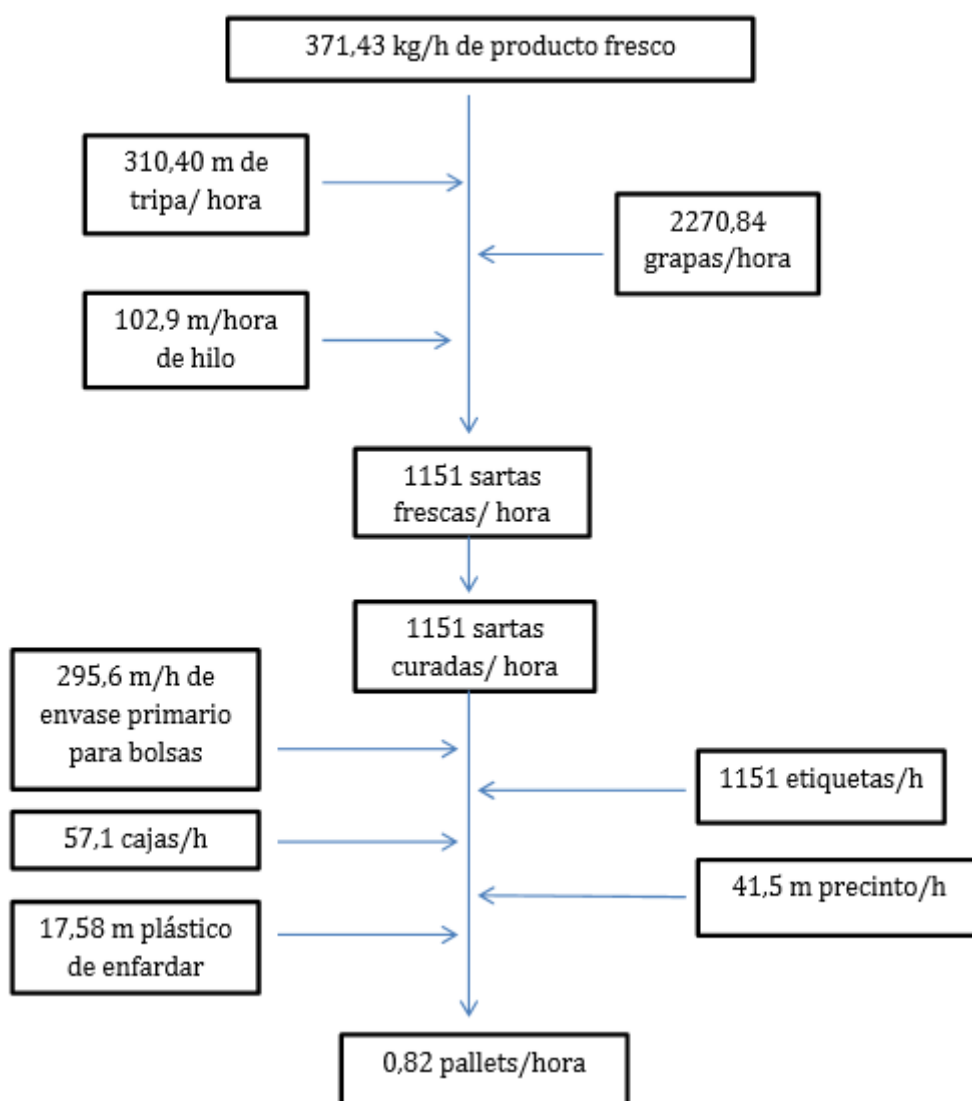 371,43 kg/h de producto fresco
310,40 m de
tripa/ hora
2270,84
grapas/hora
102,9 m/hora
de hilo
1151 sartas
frescas/ hora
1151 sartas
curadas/ hora
295,6 m/h de
envase primario
para bolsas
1151 etiquetas/h
57,1 cajas/h
41,5 m precinto/h
17,58 m plástico
de enfardar
0,82 pallets/hora